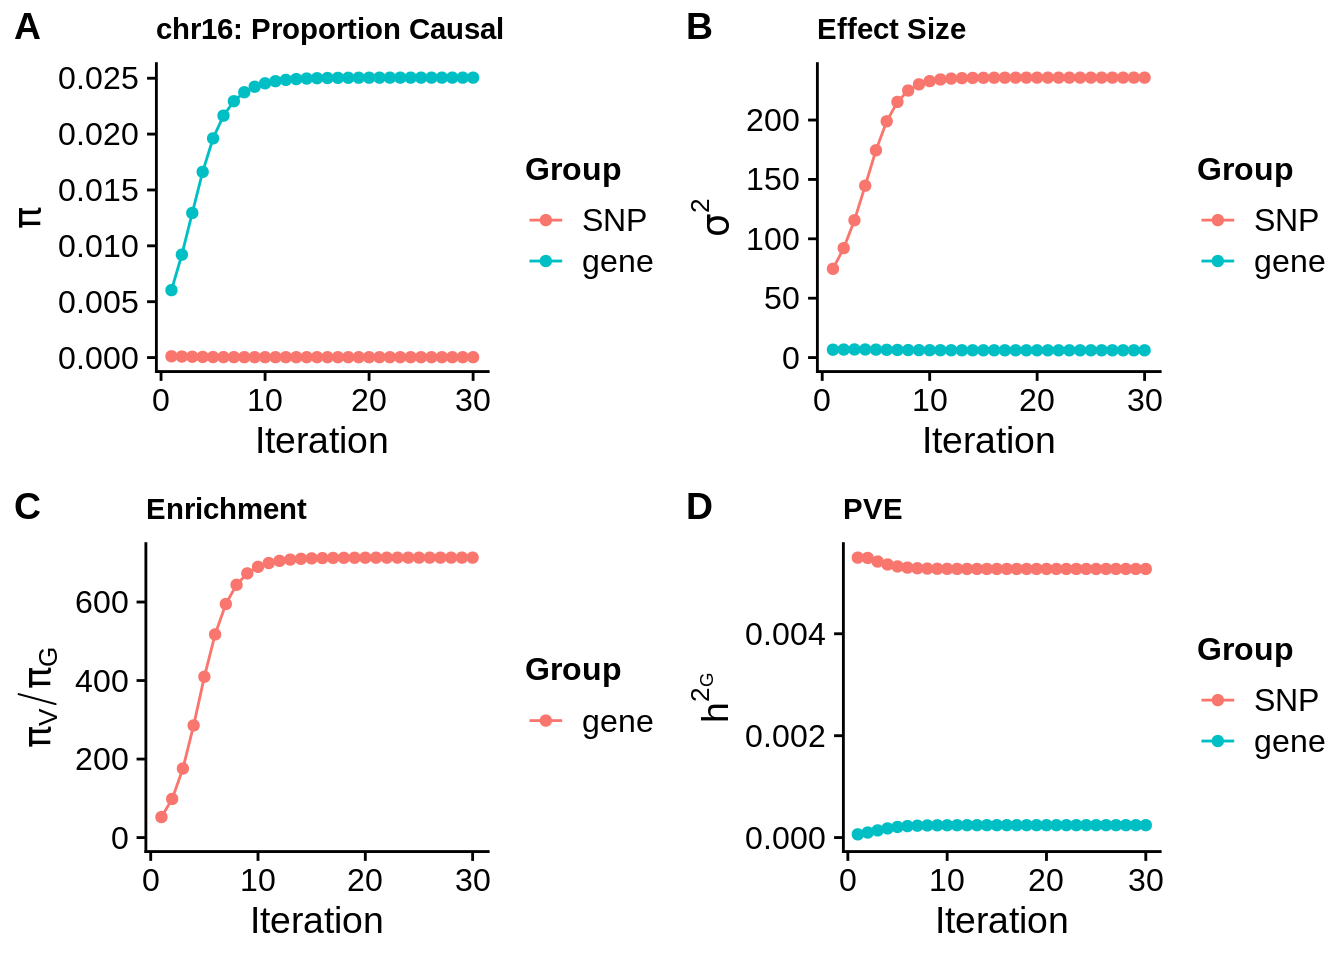 A
chr16: Proportion Causal
π
0.025
0.020
0.015
0.010
0.005
0.000
0 10 20 30
Iteration
Group
SNP
gene
B
Effect Size
σ²
200
150
100
50
0
0 10 20 30
Iteration
Group
SNP
gene
C
Enrichment
πV/πG
600
400
200
0
0 10 20 30
Iteration
Group
gene
D
PVE
h2G
0.004
0.002
0.000
0 10 20 30
Iteration
Group
SNP
gene